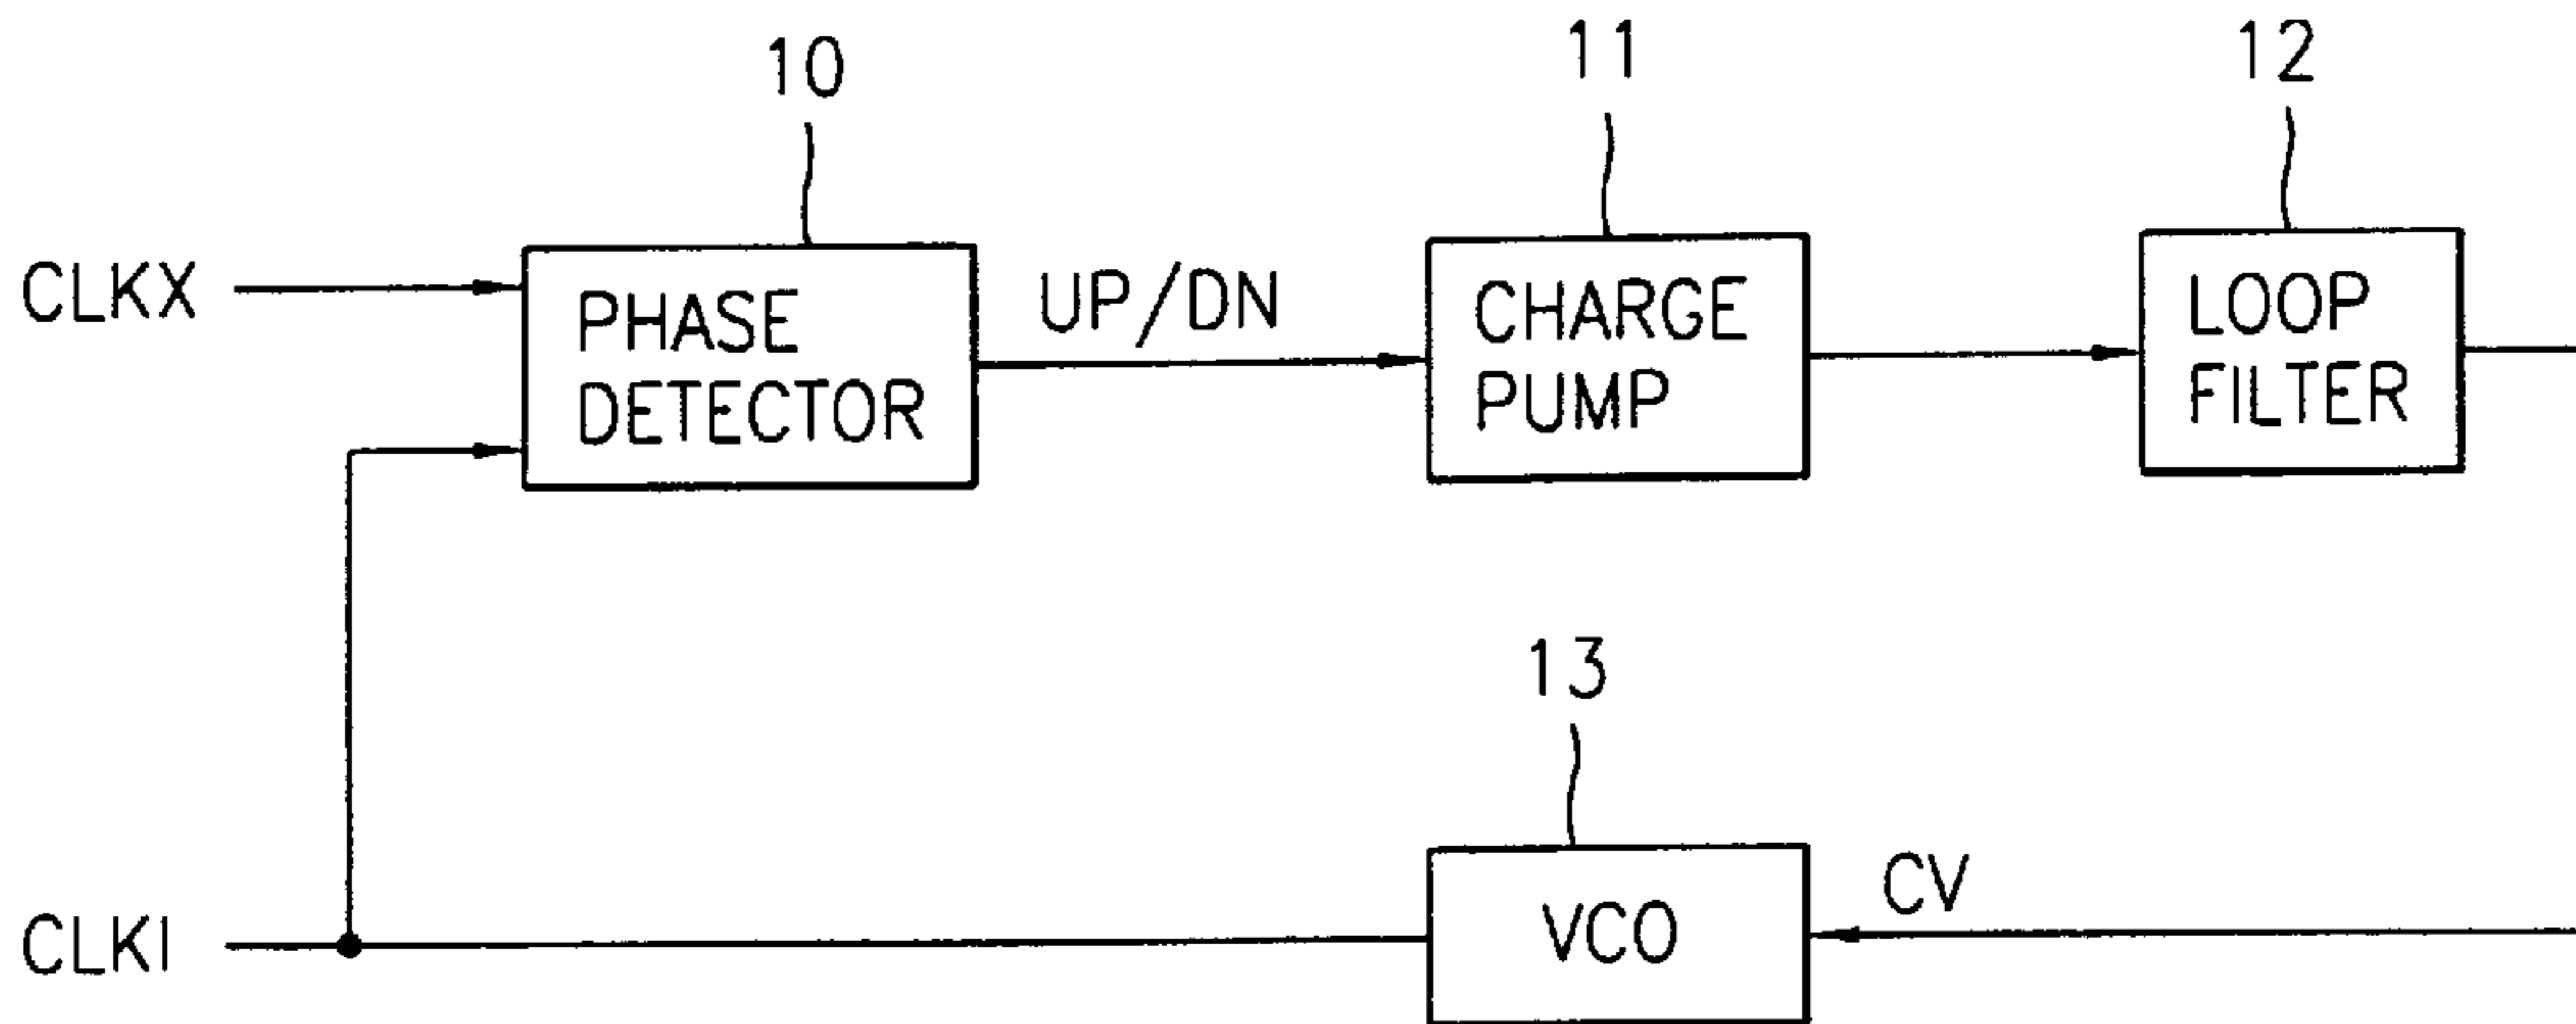 10
11
12
CLKX
PHASE
DETECTOR
UP/DN
CHARGE
PUMP
LOOP
FILTER
13
CLKI
VCO
CV